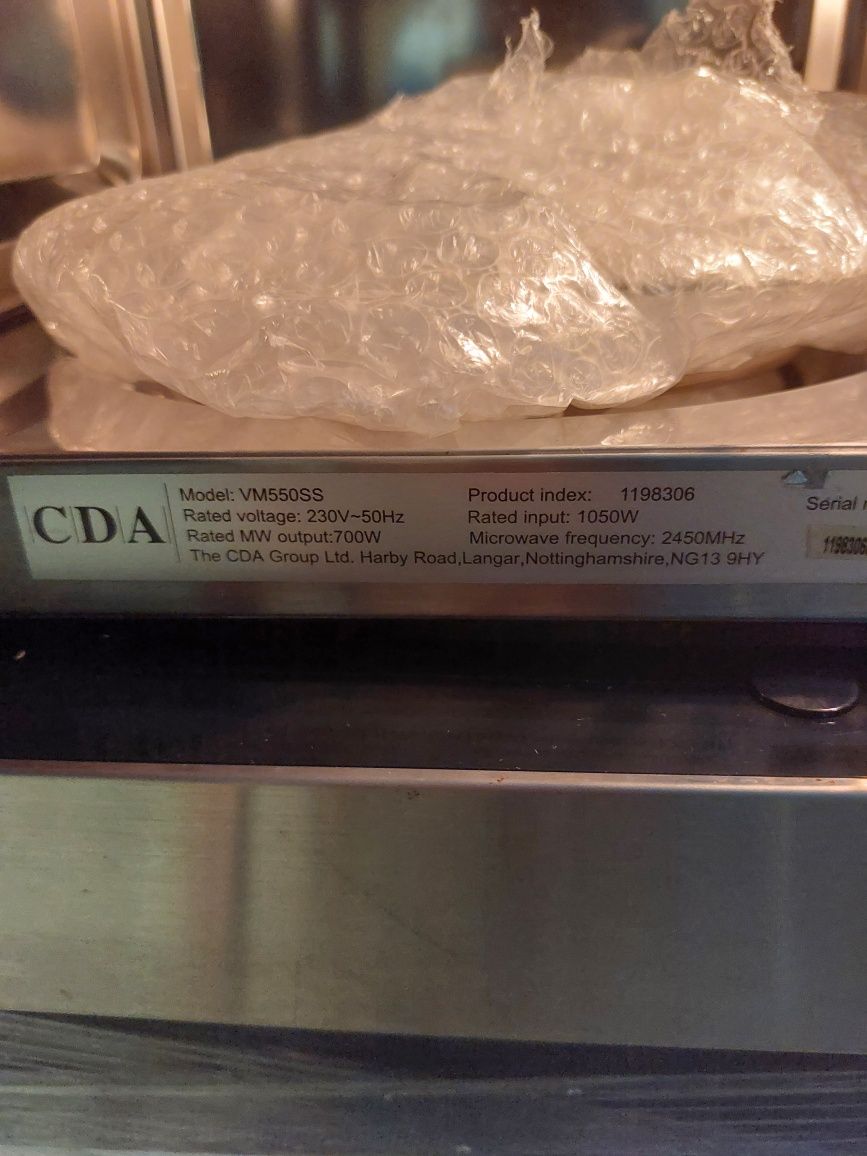 CDA
Model: VM550SS
Rated voltage: 230V~50Hz
Rated MW output:700W
Product index: 1198306
Rated input: 1050W
Microwave frequency: 2450MHz
The CDA Group Ltd. Harby Road,Langar,Nottinghamshire,NG13 9HY
Serial
1198306